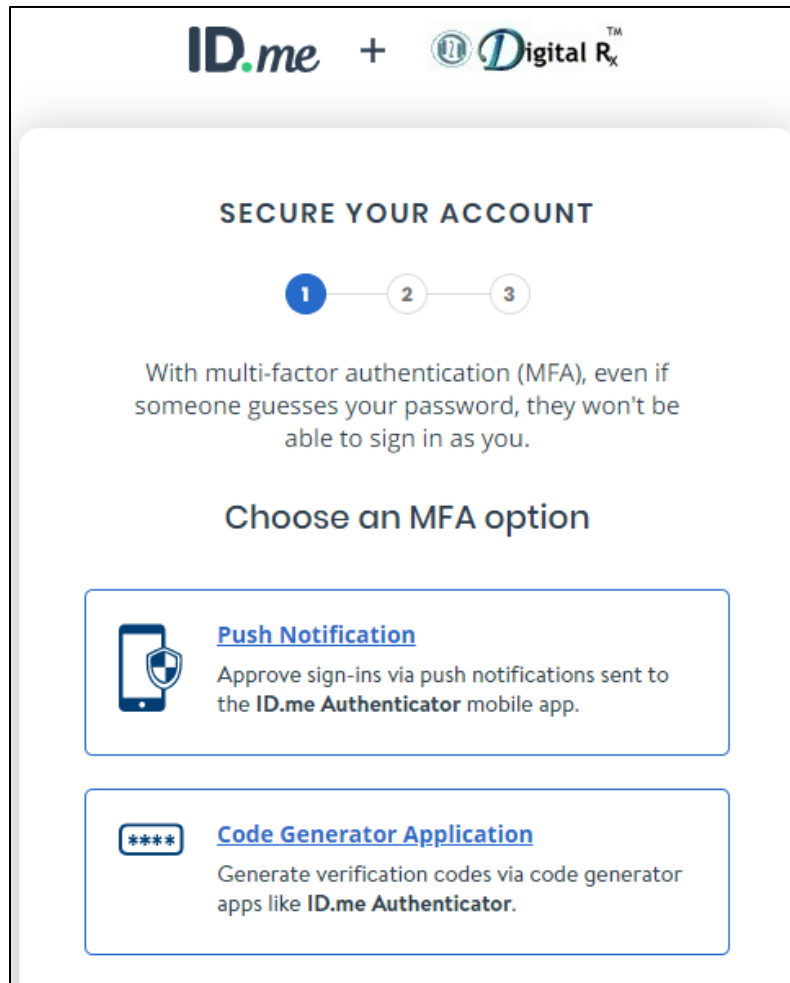 ID.me + Digital Rx™
SECURE YOUR ACCOUNT
1 2 3
With multi-factor authentication (MFA), even if
someone guesses your password, they won't be
able to sign in as you.
Choose an MFA option
Push Notification
Approve sign-ins via push notifications sent to
the ID.me Authenticator mobile app.
****
Code Generator Application
Generate verification codes via code generator
apps like ID.me Authenticator.